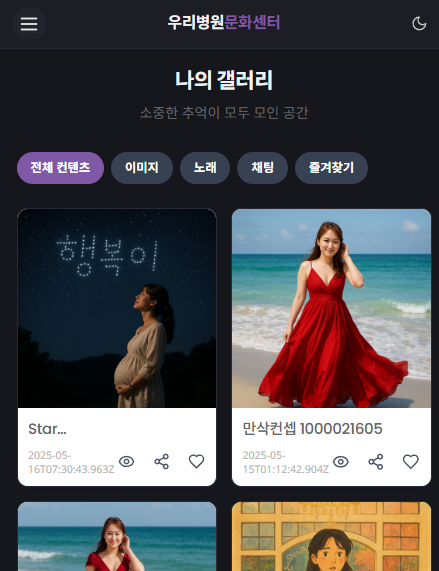 우리병원문화센터
나의 갤러리
소중한 추억이 모두 모인 공간
전체 컨텐츠 이미지 노래 채팅 즐겨찾기
행복이
Star... 만삭컨셉 1000021605
2025-05-
16T07:30:43.963Z
2025-05-
15T01:12:42.904Z